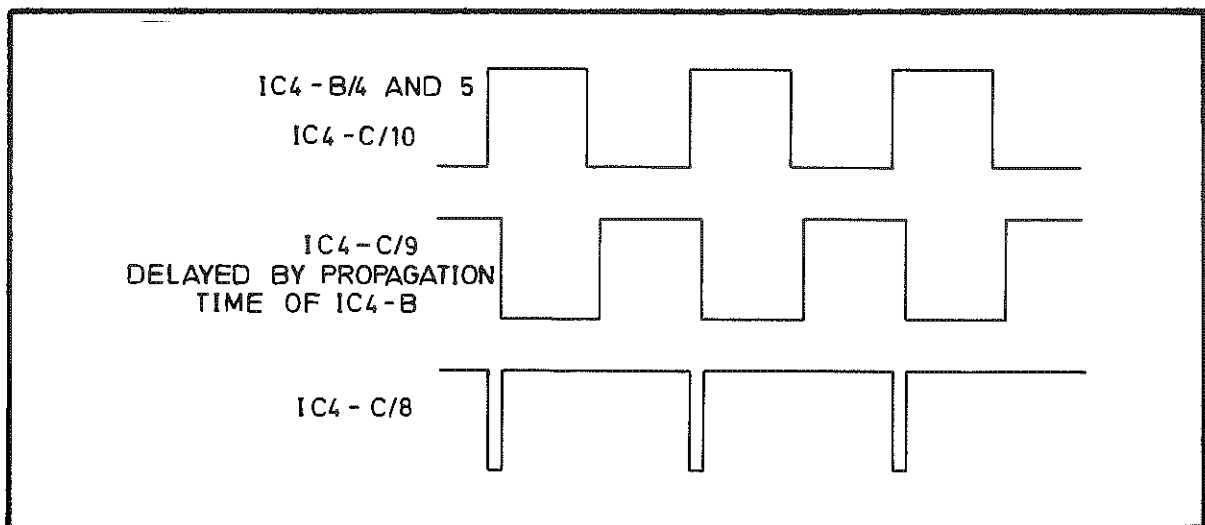 IC4-B/4 AND 5
IC4-C/10
IC4-C/9
DELAYED BY PROPAGATION
TIME OF IC4-B
IC4-C/8